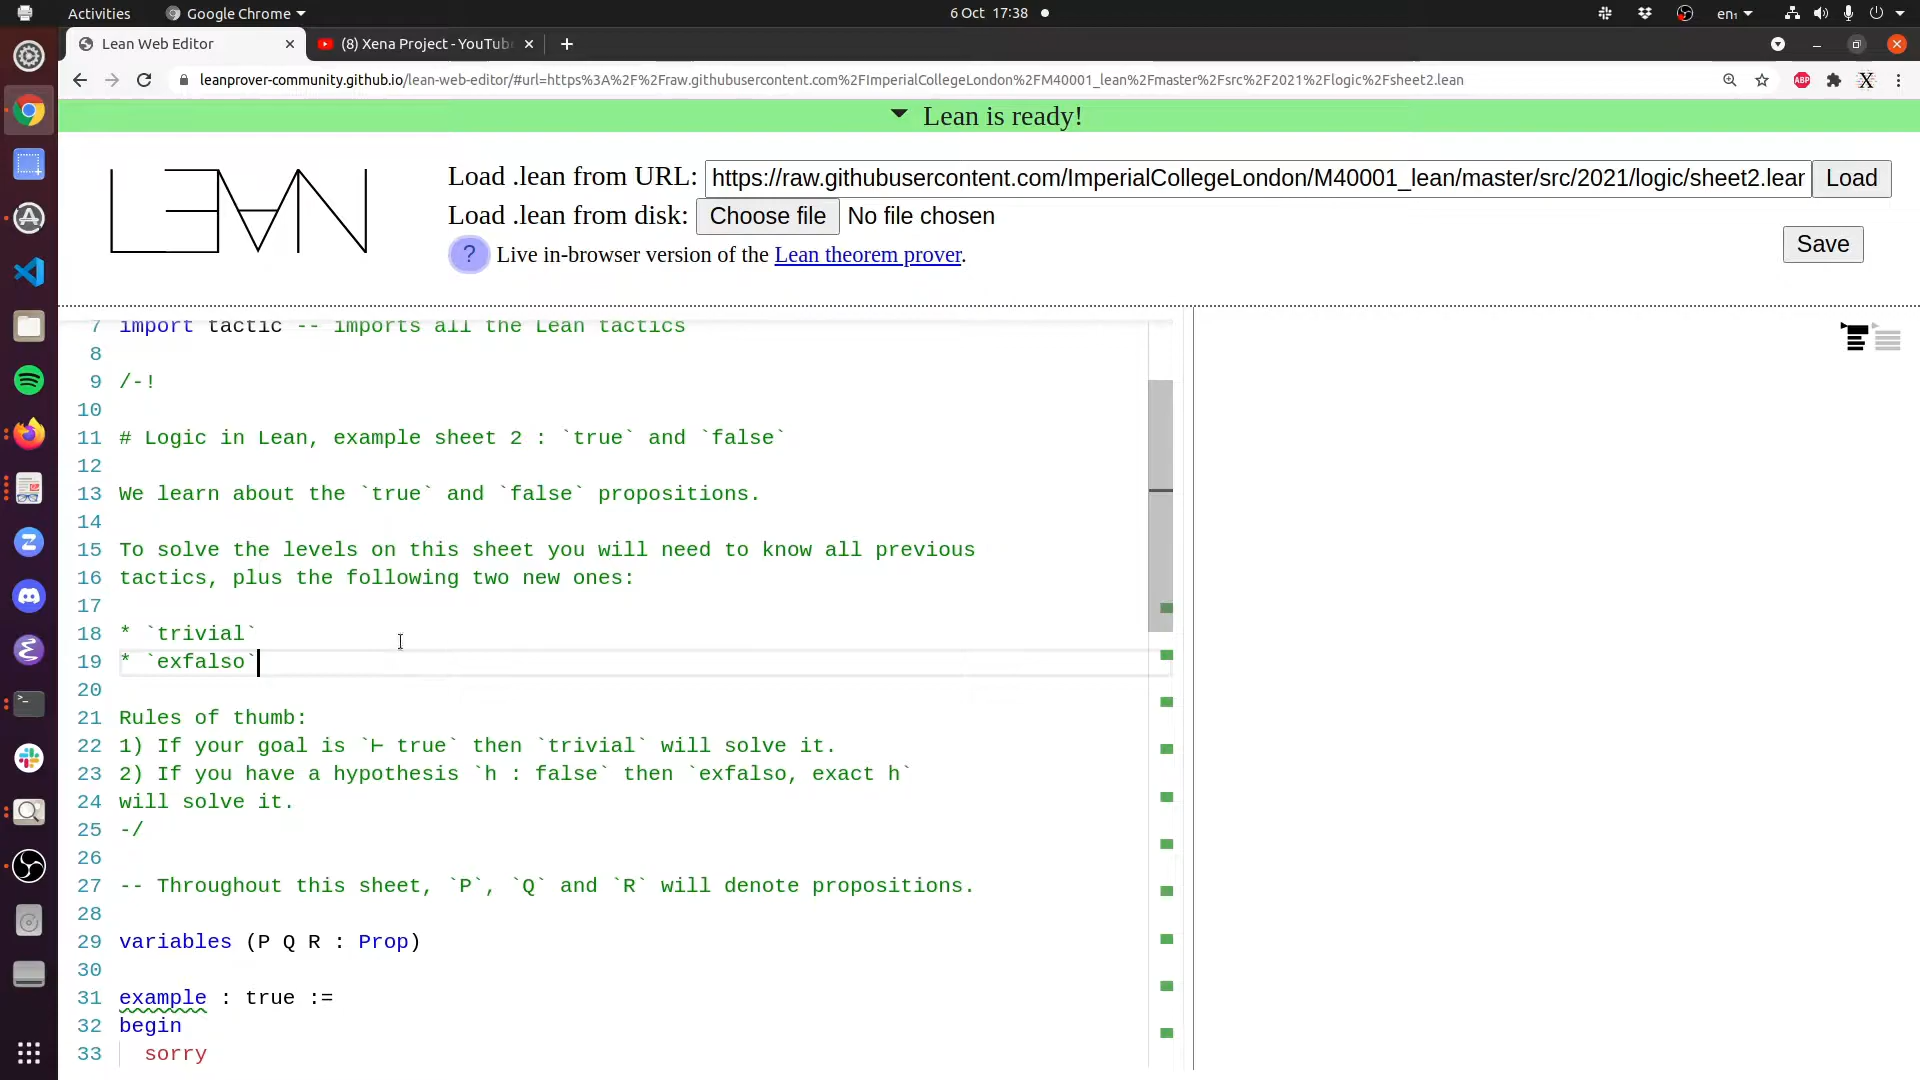 Activities
Google Chrome
6 Oct 17:38
en₁
Lean Web Editor
(8) Xena Project - YouTub
leanprover-community.github.io/lean-web-editor/#url=https%3A%2F%2Fraw.githubusercontent.com%2FImperialCollegeLondon%2FM40001_lean%2Fmaster%2Fsrc%2F2021%2Flogic%2Fsheet2.lean
ABP
X
Lean is ready!
LEAN
Load .lean from URL: https://raw.githubusercontent.com/ImperialCollegeLondon/M40001_lean/master/src/2021/logic/sheet2.lear Load
Load .lean from disk: Choose file No file chosen
? Live in-browser version of the Lean theorem prover.
Save
7 import tactic -- imports all the Lean tactics
8
9 /-!
10
11 # Logic in Lean, example sheet 2 : `true` and `false`
12
13 We learn about the `true` and `false` propositions.
14
15 To solve the levels on this sheet you will need to know all previous
16 tactics, plus the following two new ones:
17
18 * `trivial`
19 * `exfalso`
20
21 Rules of thumb:
22 1) If your goal is `⊢ true` then `trivial` will solve it.
23 2) If you have a hypothesis `h : false` then `exfalso, exact h`
24 will solve it.
25 -/
26
27 -- Throughout this sheet, `P`, `Q` and `R` will denote propositions.
28
29 variables (P Q R : Prop)
30
31 example : true :=
32 begin
33 sorry